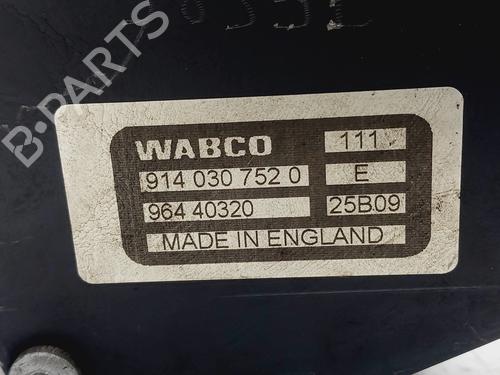 WABCO 111
914 030 752 0 E
964 40320 25B09
MADE IN ENGLAND
B-PARTS